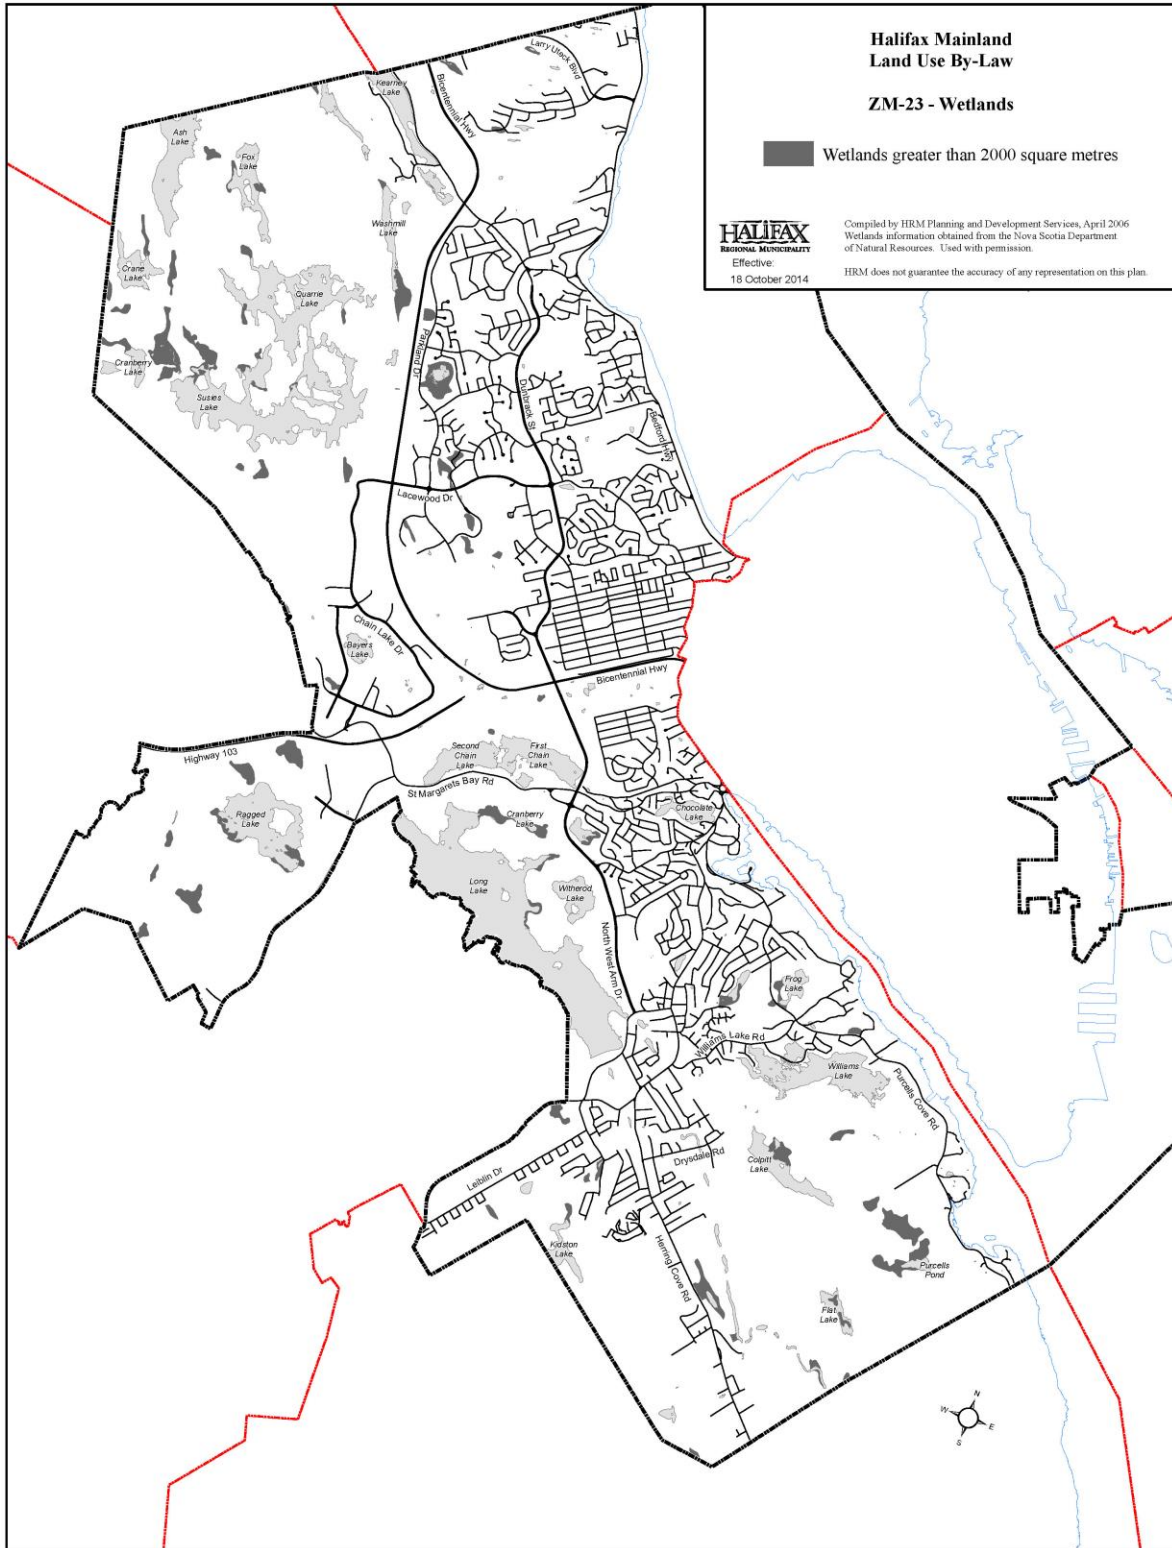 Halifax Mainland
Land Use By-Law
ZM-23 - Wetlands
Wetlands greater than 2000 square metres
HALIFAX
REGIONAL MUNICIPALITY
Effective:
18 October 2014
Compiled by HRM Planning and Development Services, April 2006
Wetlands information obtained from the Nova Scotia Department
of Natural Resources. Used with permission.
HRM does not guarantee the accuracy of any representation on this plan.
Larry Uteck Blvd
Kearney
Lake
Bicentennial Hwy
Ash
Lake
Fox
Lake
Washmill
Lake
Crane
Lake
Quarrie
Lake
Parkland Dr
Cranberry
Lake
Susies
Lake
Dunbrack St
Bedford Hwy
Lacewood Dr
Chain Lake Dr
Bayers
Lake
Bicentennial Hwy
Highway 103
Second
Chain
Lake
First
Chain
Lake
St Margarets Bay Rd
Ragged
Lake
Cranberry
Lake
Chocolate
Lake
Long
Lake
Witherod
Lake
North West Arm Dr
Frog
Lake
Williams Lake Rd
Williams
Lake
Purcells Cove Rd
Colpitt
Lake
Drysdale Rd
Leiblin Dr
Kidston
Lake
Herring Cove Rd
Purcells
Pond
Flat
Lake
N
W
E
S